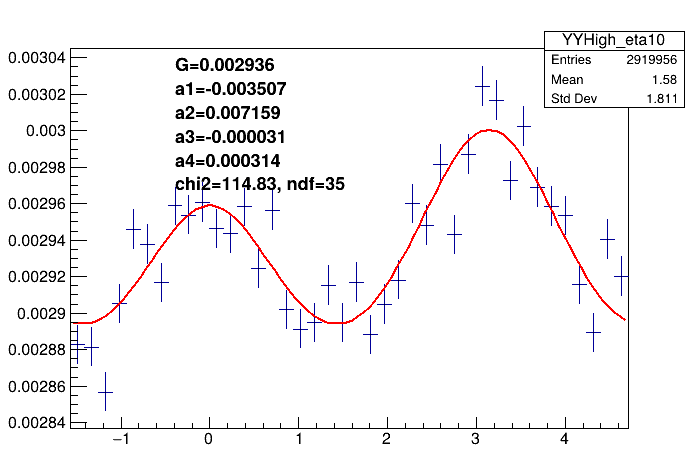 YYHigh_eta10
Entries 2919956
Mean 1.58
Std Dev 1.811
G=0.002936
a1=-0.003507
a2=0.007159
a3=-0.000031
a4=0.000314
chi2=114.83, ndf=35
0.00304
0.00302
0.003
0.00298
0.00296
0.00294
0.00292
0.0029
0.00288
0.00286
0.00284
−1 0 1 2 3 4